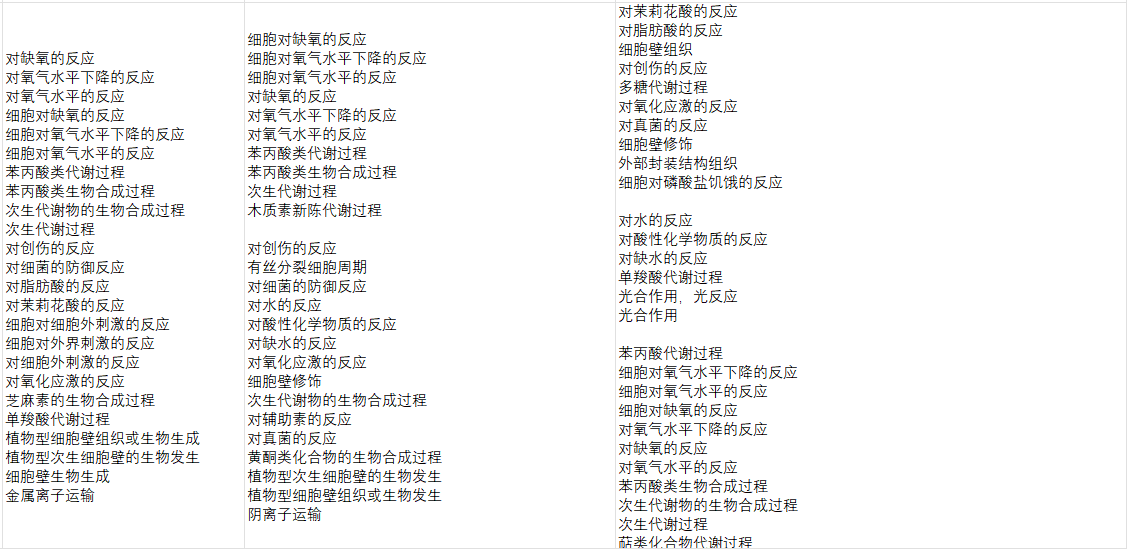 对缺氧的反应
对氧气水平下降的反应
对氧气水平的反应
细胞对缺氧的反应
细胞对氧气水平下降的反应
细胞对氧气水平的反应
苯丙酸类代谢过程
苯丙酸类生物合成过程
次生代谢物的生物合成过程
次生代谢过程
对创伤的反应
对细菌的防御反应
对脂肪酸的反应
对茉莉花酸的反应
细胞对细胞外刺激的反应
细胞对外界刺激的反应
对细胞外刺激的反应
对氧化应激的反应
芝麻素的生物合成过程
单羧酸代谢过程
植物型细胞壁组织或生物生成
植物型次生细胞壁的生物发生
细胞壁生物生成
金属离子运输
细胞对缺氧的反应
细胞对氧气水平下降的反应
细胞对氧气水平的反应
对缺氧的反应
对氧气水平下降的反应
对氧气水平的反应
苯丙酸类代谢过程
苯丙酸类生物合成过程
次生代谢过程
木质素新陈代谢过程
对创伤的反应
有丝分裂细胞周期
对细菌的防御反应
对水的反应
对酸性化学物质的反应
对缺水的反应
对氧化应激的反应
细胞壁修饰
次生代谢物的生物合成过程
对辅助素的反应
对真菌的反应
黄酮类化合物的生物合成过程
植物型次生细胞壁的生物发生
植物型细胞壁组织或生物发生
阴离子运输
对茉莉花酸的反应
对脂肪酸的反应
细胞壁组织
对创伤的反应
多糖代谢过程
对氧化应激的反应
对真菌的反应
细胞壁修饰
外部封装结构组织
细胞对磷酸盐饥饿的反应
对水的反应
对酸性化学物质的反应
对缺水的反应
单羧酸代谢过程
光合作用，光反应
光合作用
苯丙酸代谢过程
细胞对氧气水平下降的反应
细胞对氧气水平的反应
细胞对缺氧的反应
对氧气水平下降的反应
对缺氧的反应
对氧气水平的反应
苯丙酸类生物合成过程
次生代谢物的生物合成过程
次生代谢过程
萜类化合物代谢过程